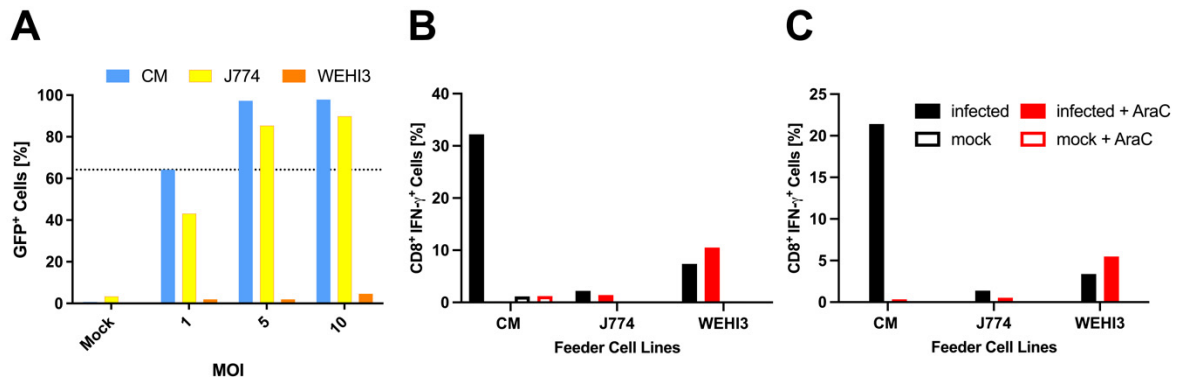 A
CM J774 WEHI3
GFP+ Cells [%]
100
80
60
40
20
0
Mock 1 5 10
MOI
B
CD8+ IFN-γ+ Cells [%]
40
30
20
10
0
CM J774 WEHI3
Feeder Cell Lines
C
infected infected + AraC
mock mock + AraC
CD8+ IFN-γ+ Cells [%]
25
20
15
10
5
0
CM J774 WEHI3
Feeder Cell Lines